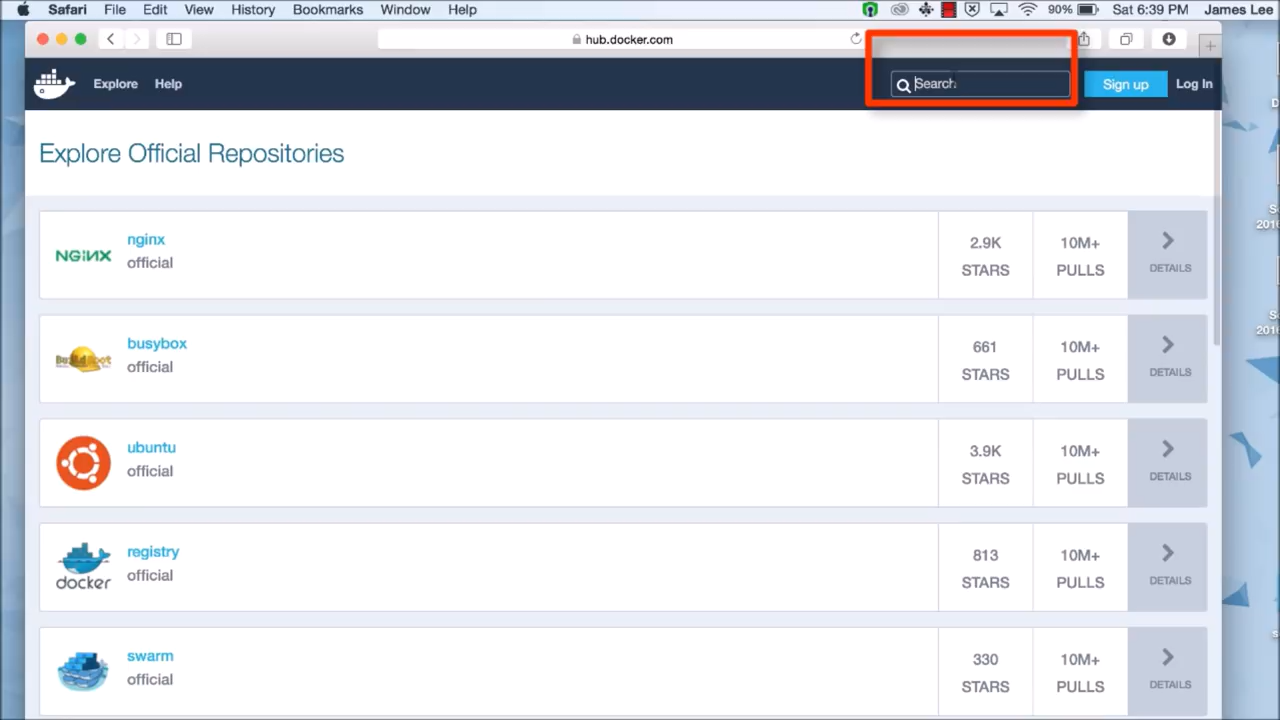 Safari File Edit View History Bookmarks Window Help 90% Sat 6:39 PM James Lee
hub.docker.com
Explore Help Search Sign up Log In
Explore Official Repositories
NGINX
nginx
official
2.9K
STARS
10M+
PULLS
DETAILS
busybox
official
661
STARS
10M+
PULLS
DETAILS
ubuntu
official
3.9K
STARS
10M+
PULLS
DETAILS
docker
registry
official
813
STARS
10M+
PULLS
DETAILS
swarm
official
330
STARS
10M+
PULLS
DETAILS